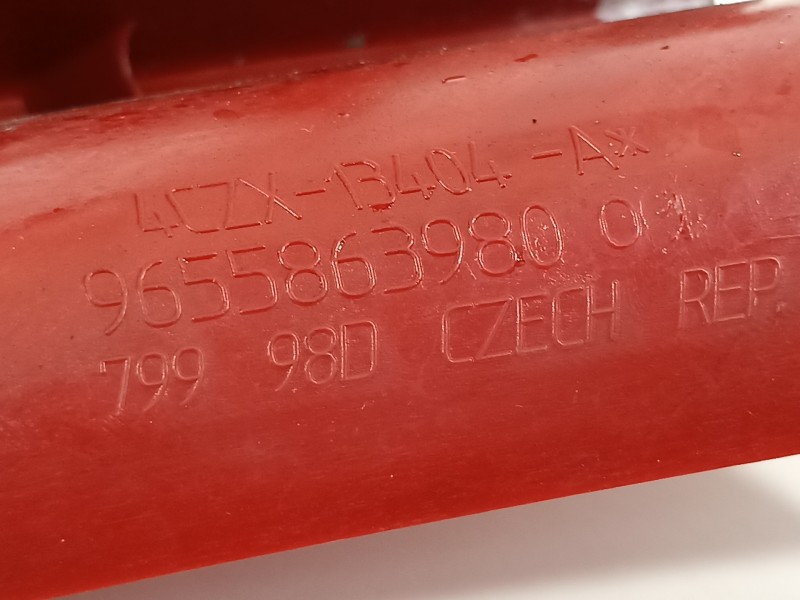 4CZX-13404-A*
9655863980 01
799 98D CZECH REP.